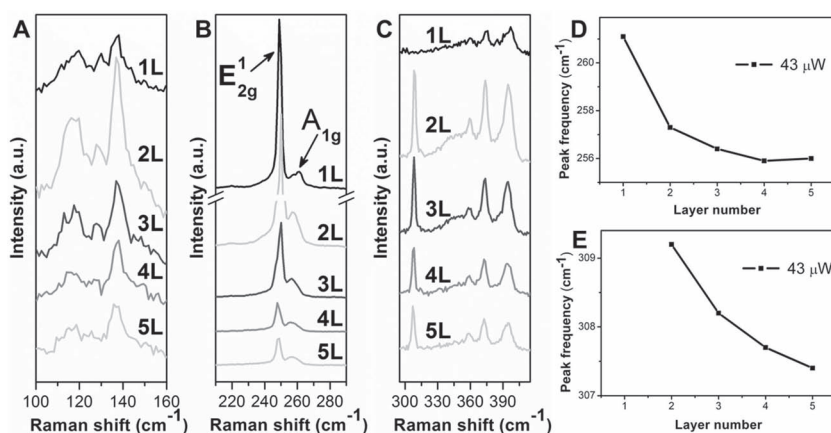 A
1L
2L
3L
4L
5L
Intensity (a.u.)
100 120 140 160
Raman shift (cm⁻¹)
B
E¹₂g
A₁g
1L
2L
3L
4L
5L
Intensity (a.u.)
210 240 260 280
Raman shift (cm⁻¹)
C
1L
2L
3L
4L
5L
Intensity (a.u.)
300 330 360 390
Raman shift (cm⁻¹)
D
43 μW
Peak frequency (cm⁻¹)
260
258
256
1 2 3 4 5
Layer number
E
43 μW
Peak frequency (cm⁻¹)
309
308
307
1 2 3 4 5
Layer number